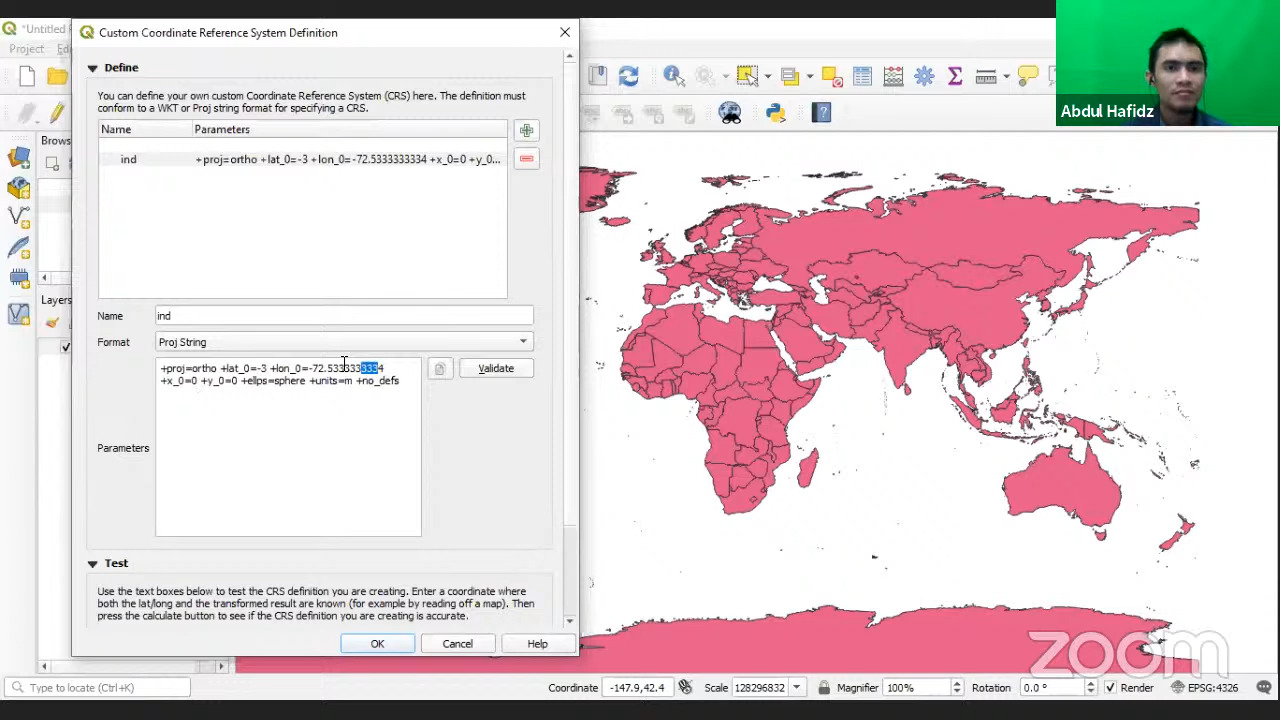 *Untitled
Custom Coordinate Reference System Definition
Project
Define
You can define your own custom Coordinate Reference System (CRS) here. The definition must
conform to a WKT or Proj string format for specifying a CRS.
Name Parameters
ind +proj=ortho +lat_0=-3 +lon_0=-72.5333333334 +x_0=0 +y_0...
Abdul Hafidz
Brows
Layers
Name ind
Format Proj String
+proj=ortho +lat_0=-3 +lon_0=-72.5333333334
+x_0=0 +y_0=0 +ellps=sphere +units=m +no_defs
Validate
Parameters
Test
Use the text boxes below to test the CRS definition you are creating. Enter a coordinate where
both the lat/long and the transformed result are known (for example by reading off a map). Then
press the calculate button to see if the CRS definition you are creating is accurate.
OK Cancel Help
zoom
Type to locate (Ctrl+K) Coordinate -147.9,42.4 Scale 128296832 Magnifier 100% Rotation 0.0 ° Render EPSG:4326